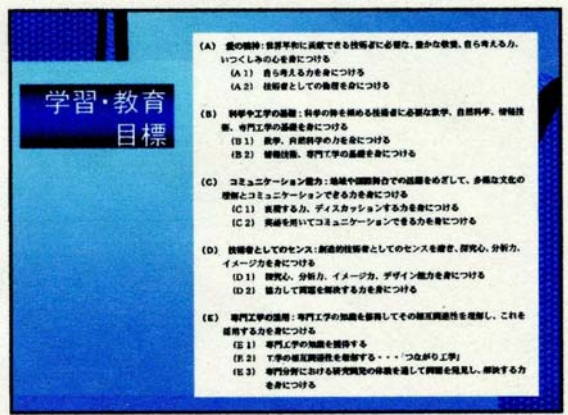 学習・教育
目標
(A) 愛の精神:世界平和に貢献できる技術者に必要な、豊かな教養、自ら考える力、
いつくしみの心を身につける
(A1) 自ら考える力を身につける
(A2) 技術者としての倫理を身につける
(B) 科学や工学の基礎:科学の粋を極める技術者に必要な数学、自然科学、情報技
術、専門工学の基礎を身につける
(B1) 数学、自然科学の力を身につける
(B2) 情報技術、専門工学の基礎を身につける
(C) コミュニケーション能力:地域や国際舞台での活躍をめざして、多様な文化の
理解とコミュニケーションできる力を身につける
(C1) 表現する力、ディスカッションする力を身につける
(C2) 英語を用いてコミュニケーションできる力を身につける
(D) 技術者としてのセンス:創造的技術者としてのセンスを磨き、探究心、分析力、
イメージ力を身につける
(D1) 探究心、分析力、イメージ力、デザイン能力を身につける
(D2) 協力して問題を解決する力を身につける
(E) 専門工学の活用:専門工学の知識を修得してその相互関連性を理解し、これを
活用する力を身につける
(E1) 専門工学の知識を獲得する
(E2) 工学の相互関連性を理解する・・・「つながり工学」
(E3) 専門分野における研究開発の体験を通して問題を発見し、解決する力
を身につける